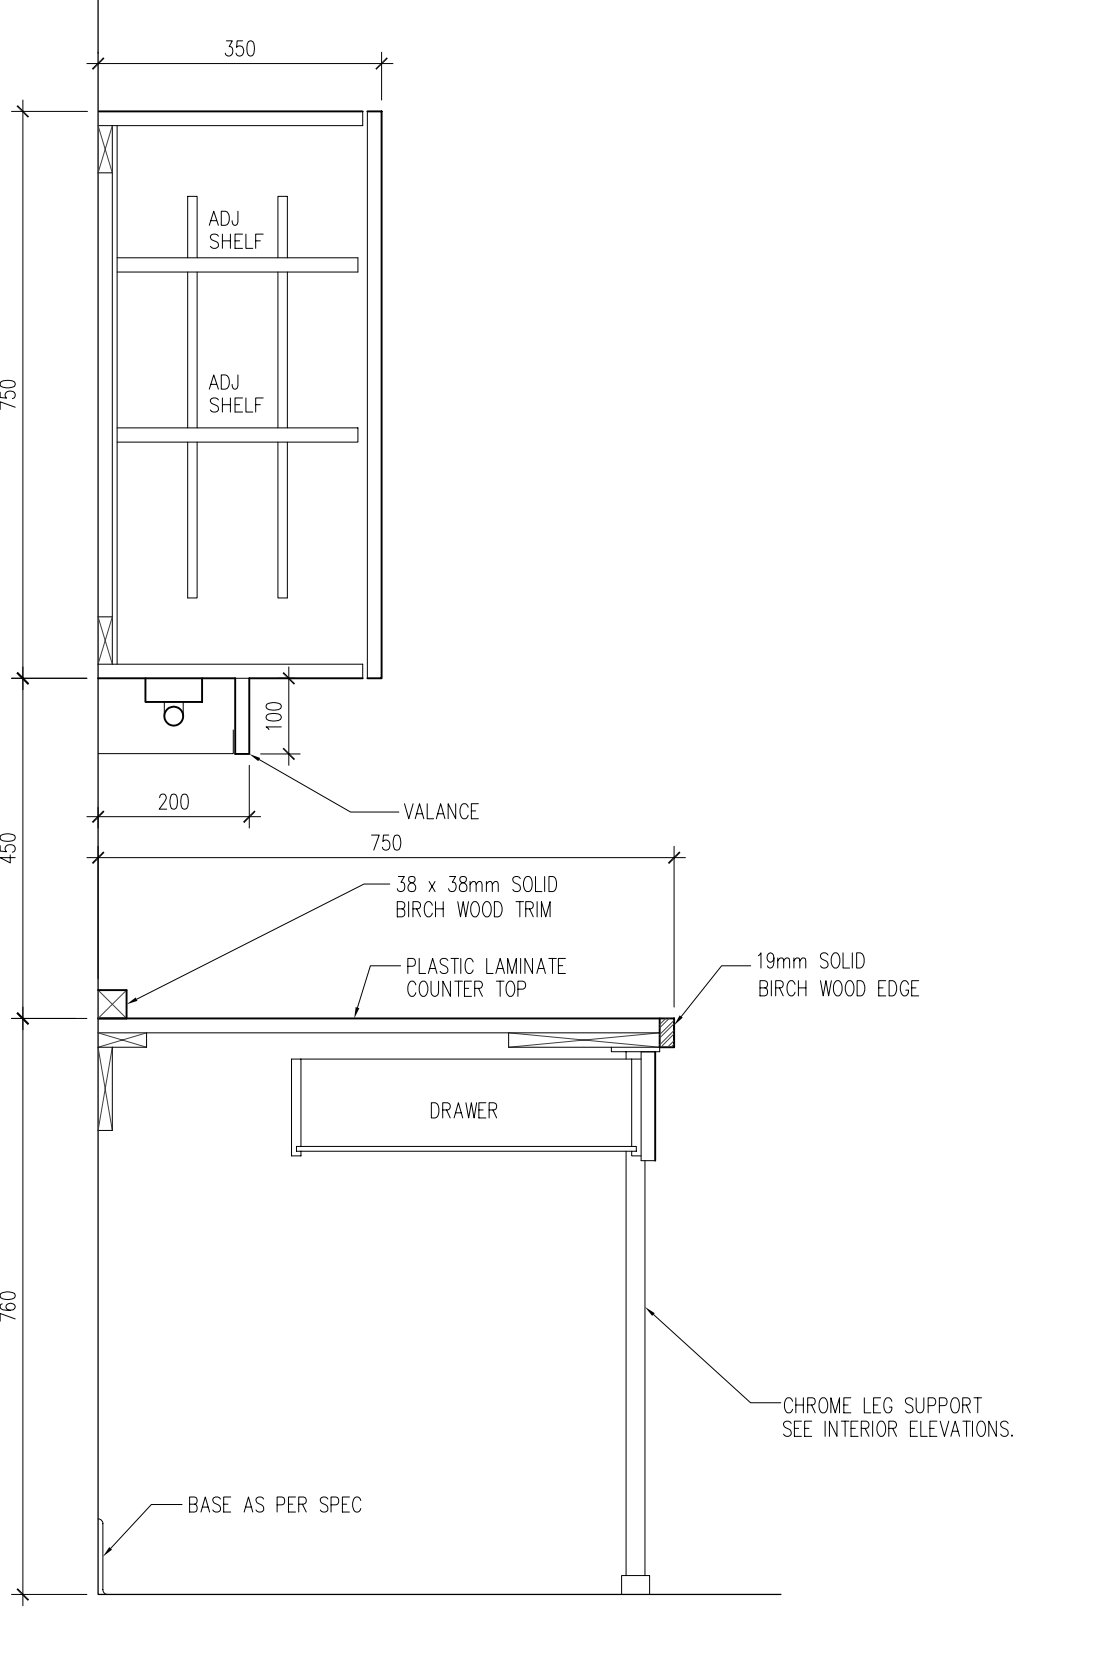 350
ADJ
SHELF
750
ADJ
SHELF
100
200
VALANCE
450
750
38 x 38mm SOLID
BIRCH WOOD TRIM
PLASTIC LAMINATE
COUNTER TOP
19mm SOLID
BIRCH WOOD EDGE
DRAWER
760
CHROME LEG SUPPORT
SEE INTERIOR ELEVATIONS.
BASE AS PER SPEC